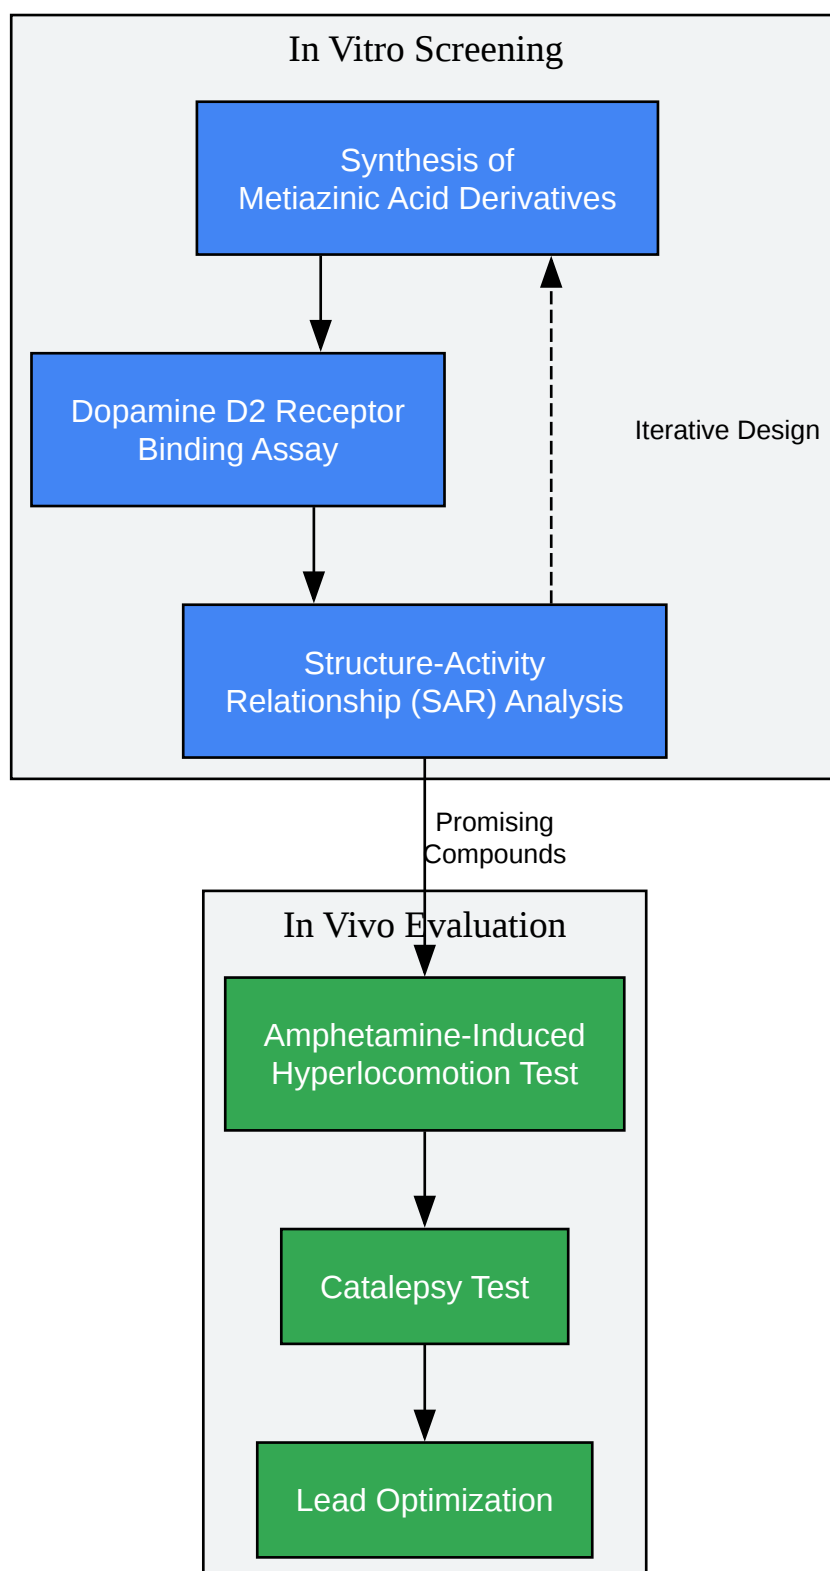 In Vitro Screening
Synthesis of
Metiazinic Acid Derivatives
Dopamine D2 Receptor
Binding Assay
Iterative Design
Structure-Activity
Relationship (SAR) Analysis
Promising
Compounds
In Vivo Evaluation
Amphetamine-Induced
Hyperlocomotion Test
Catalepsy Test
Lead Optimization